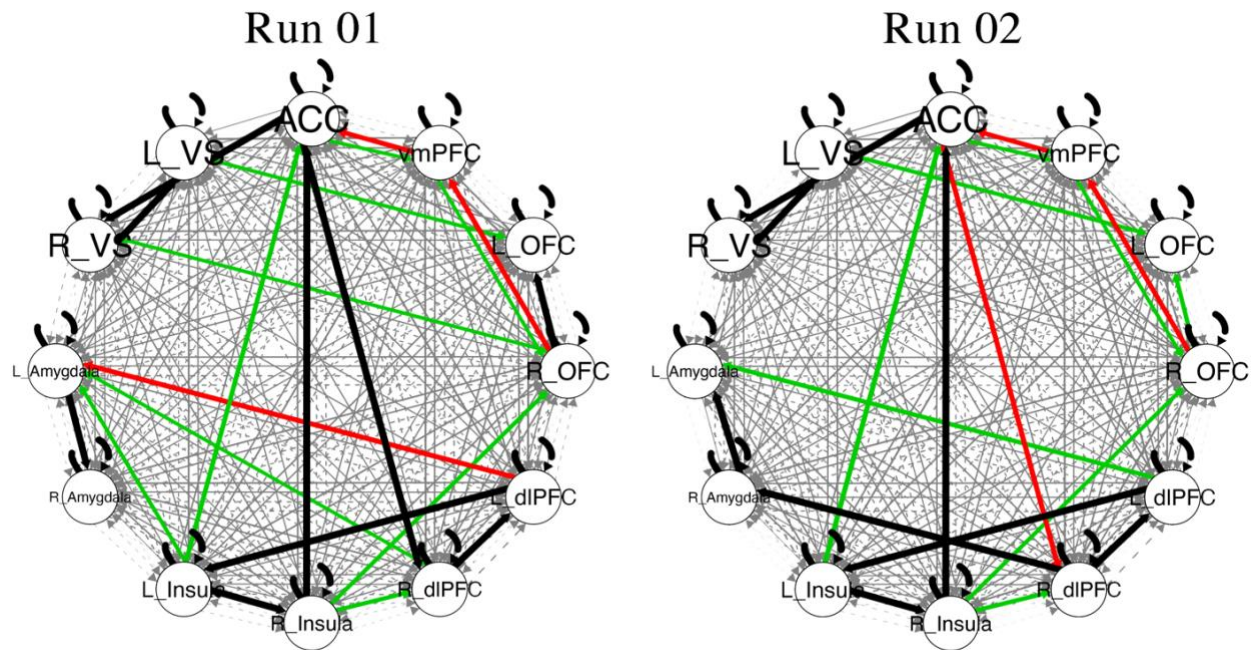 Run 01
ACC
L_VS
vmPFC
R_VS
L_OFC
L_Amygdala
R_OFC
R_Amygdala
L_dlPFC
L_Insula
R_dlPFC
R_Insula
Run 02
ACC
L_VS
vmPFC
R_VS
L_OFC
L_Amygdala
R_OFC
R_Amygdala
L_dlPFC
L_Insula
R_dlPFC
R_Insula